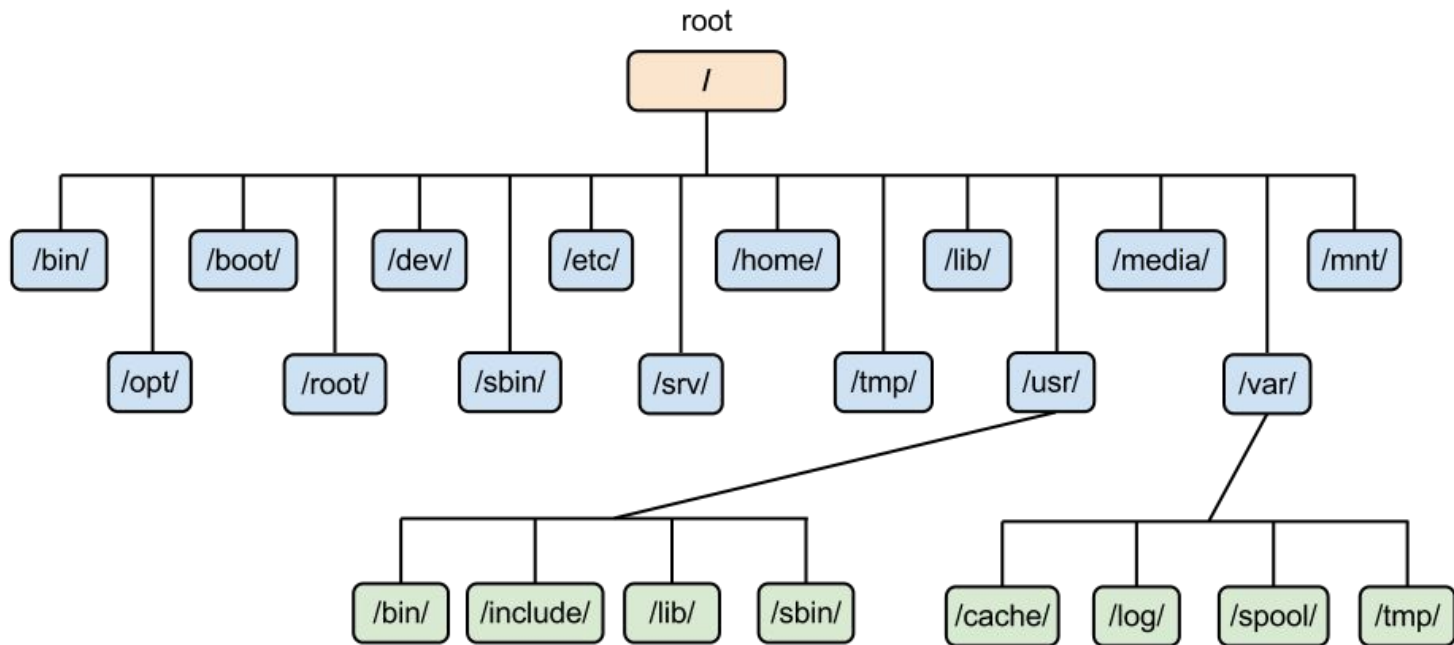 root
/
/bin/ /boot/ /dev/ /etc/ /home/ /lib/ /media/ /mnt/
/opt/ /root/ /sbin/ /srv/ /tmp/ /usr/ /var/
/bin/ /include/ /lib/ /sbin/ /cache/ /log/ /spool/ /tmp/